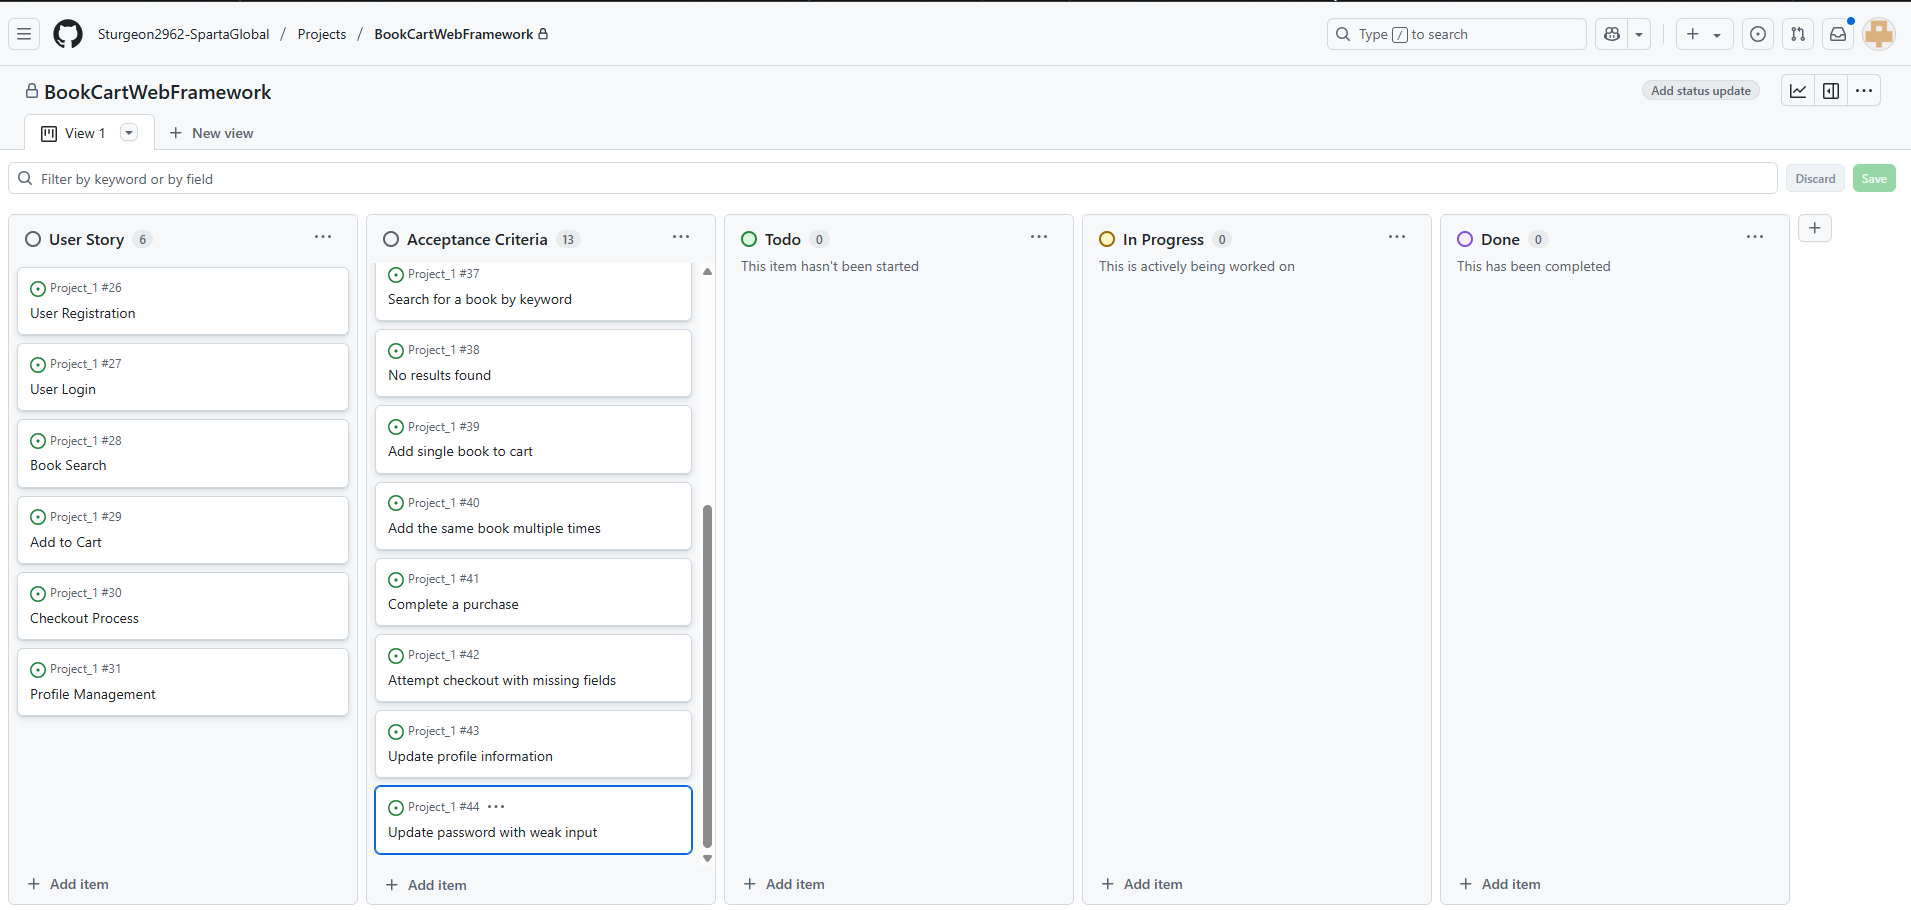 Sturgeon2962-SpartaGlobal / Projects / BookCartWebFramework
Type / to search
BookCartWebFramework
Add status update
View 1
New view
Filter by keyword or by field
Discard
Save
User Story 6
Project_1 #26
User Registration
Project_1 #27
User Login
Project_1 #28
Book Search
Project_1 #29
Add to Cart
Project_1 #30
Checkout Process
Project_1 #31
Profile Management
Add item
Acceptance Criteria 13
Project_1 #37
Search for a book by keyword
Project_1 #38
No results found
Project_1 #39
Add single book to cart
Project_1 #40
Add the same book multiple times
Project_1 #41
Complete a purchase
Project_1 #42
Attempt checkout with missing fields
Project_1 #43
Update profile information
Project_1 #44
Update password with weak input
Add item
Todo 0
This item hasn't been started
Add item
In Progress 0
This is actively being worked on
Add item
Done 0
This has been completed
Add item